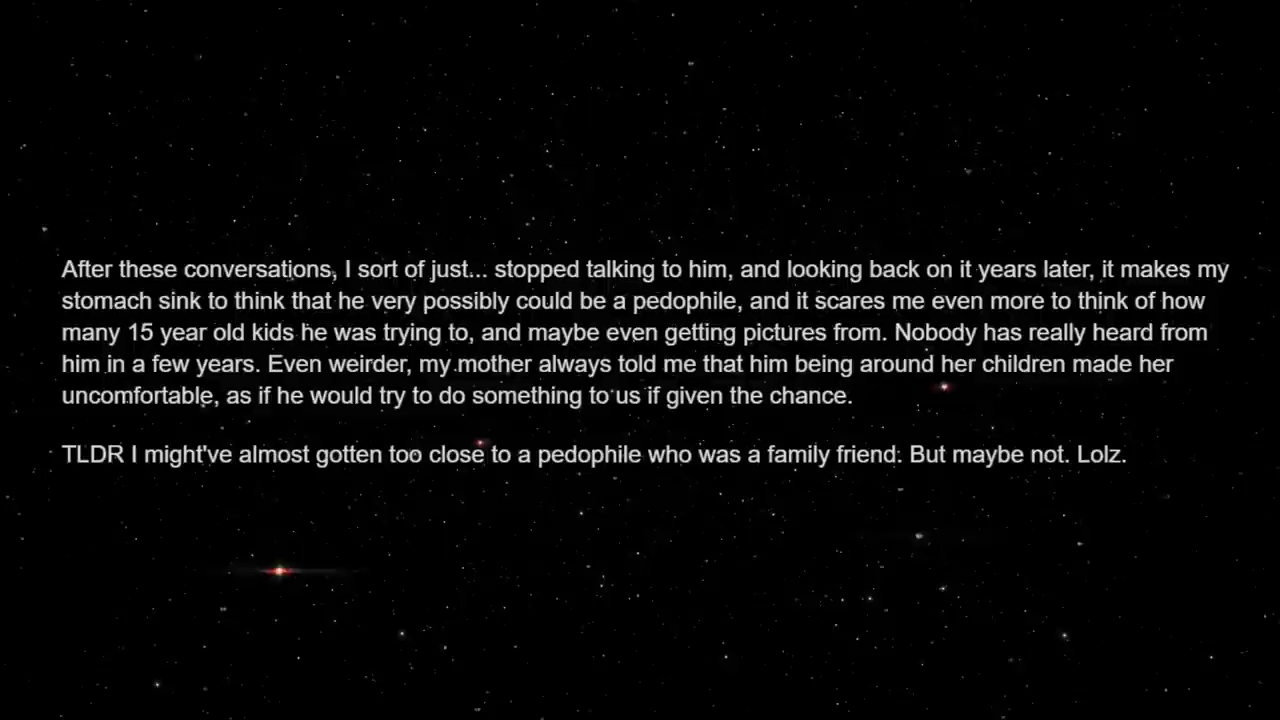 After these conversations, I sort of just... stopped talking to him, and looking back on it years later, it makes my
stomach sink to think that he very possibly could be a pedophile, and it scares me even more to think of how
many 15 year old kids he was trying to, and maybe even getting pictures from. Nobody has really heard from
him in a few years. Even weirder, my mother always told me that him being around her children made her
uncomfortable, as if he would try to do something to us if given the chance.
TLDR I might've almost gotten too close to a pedophile who was a family friend. But maybe not. Lolz.